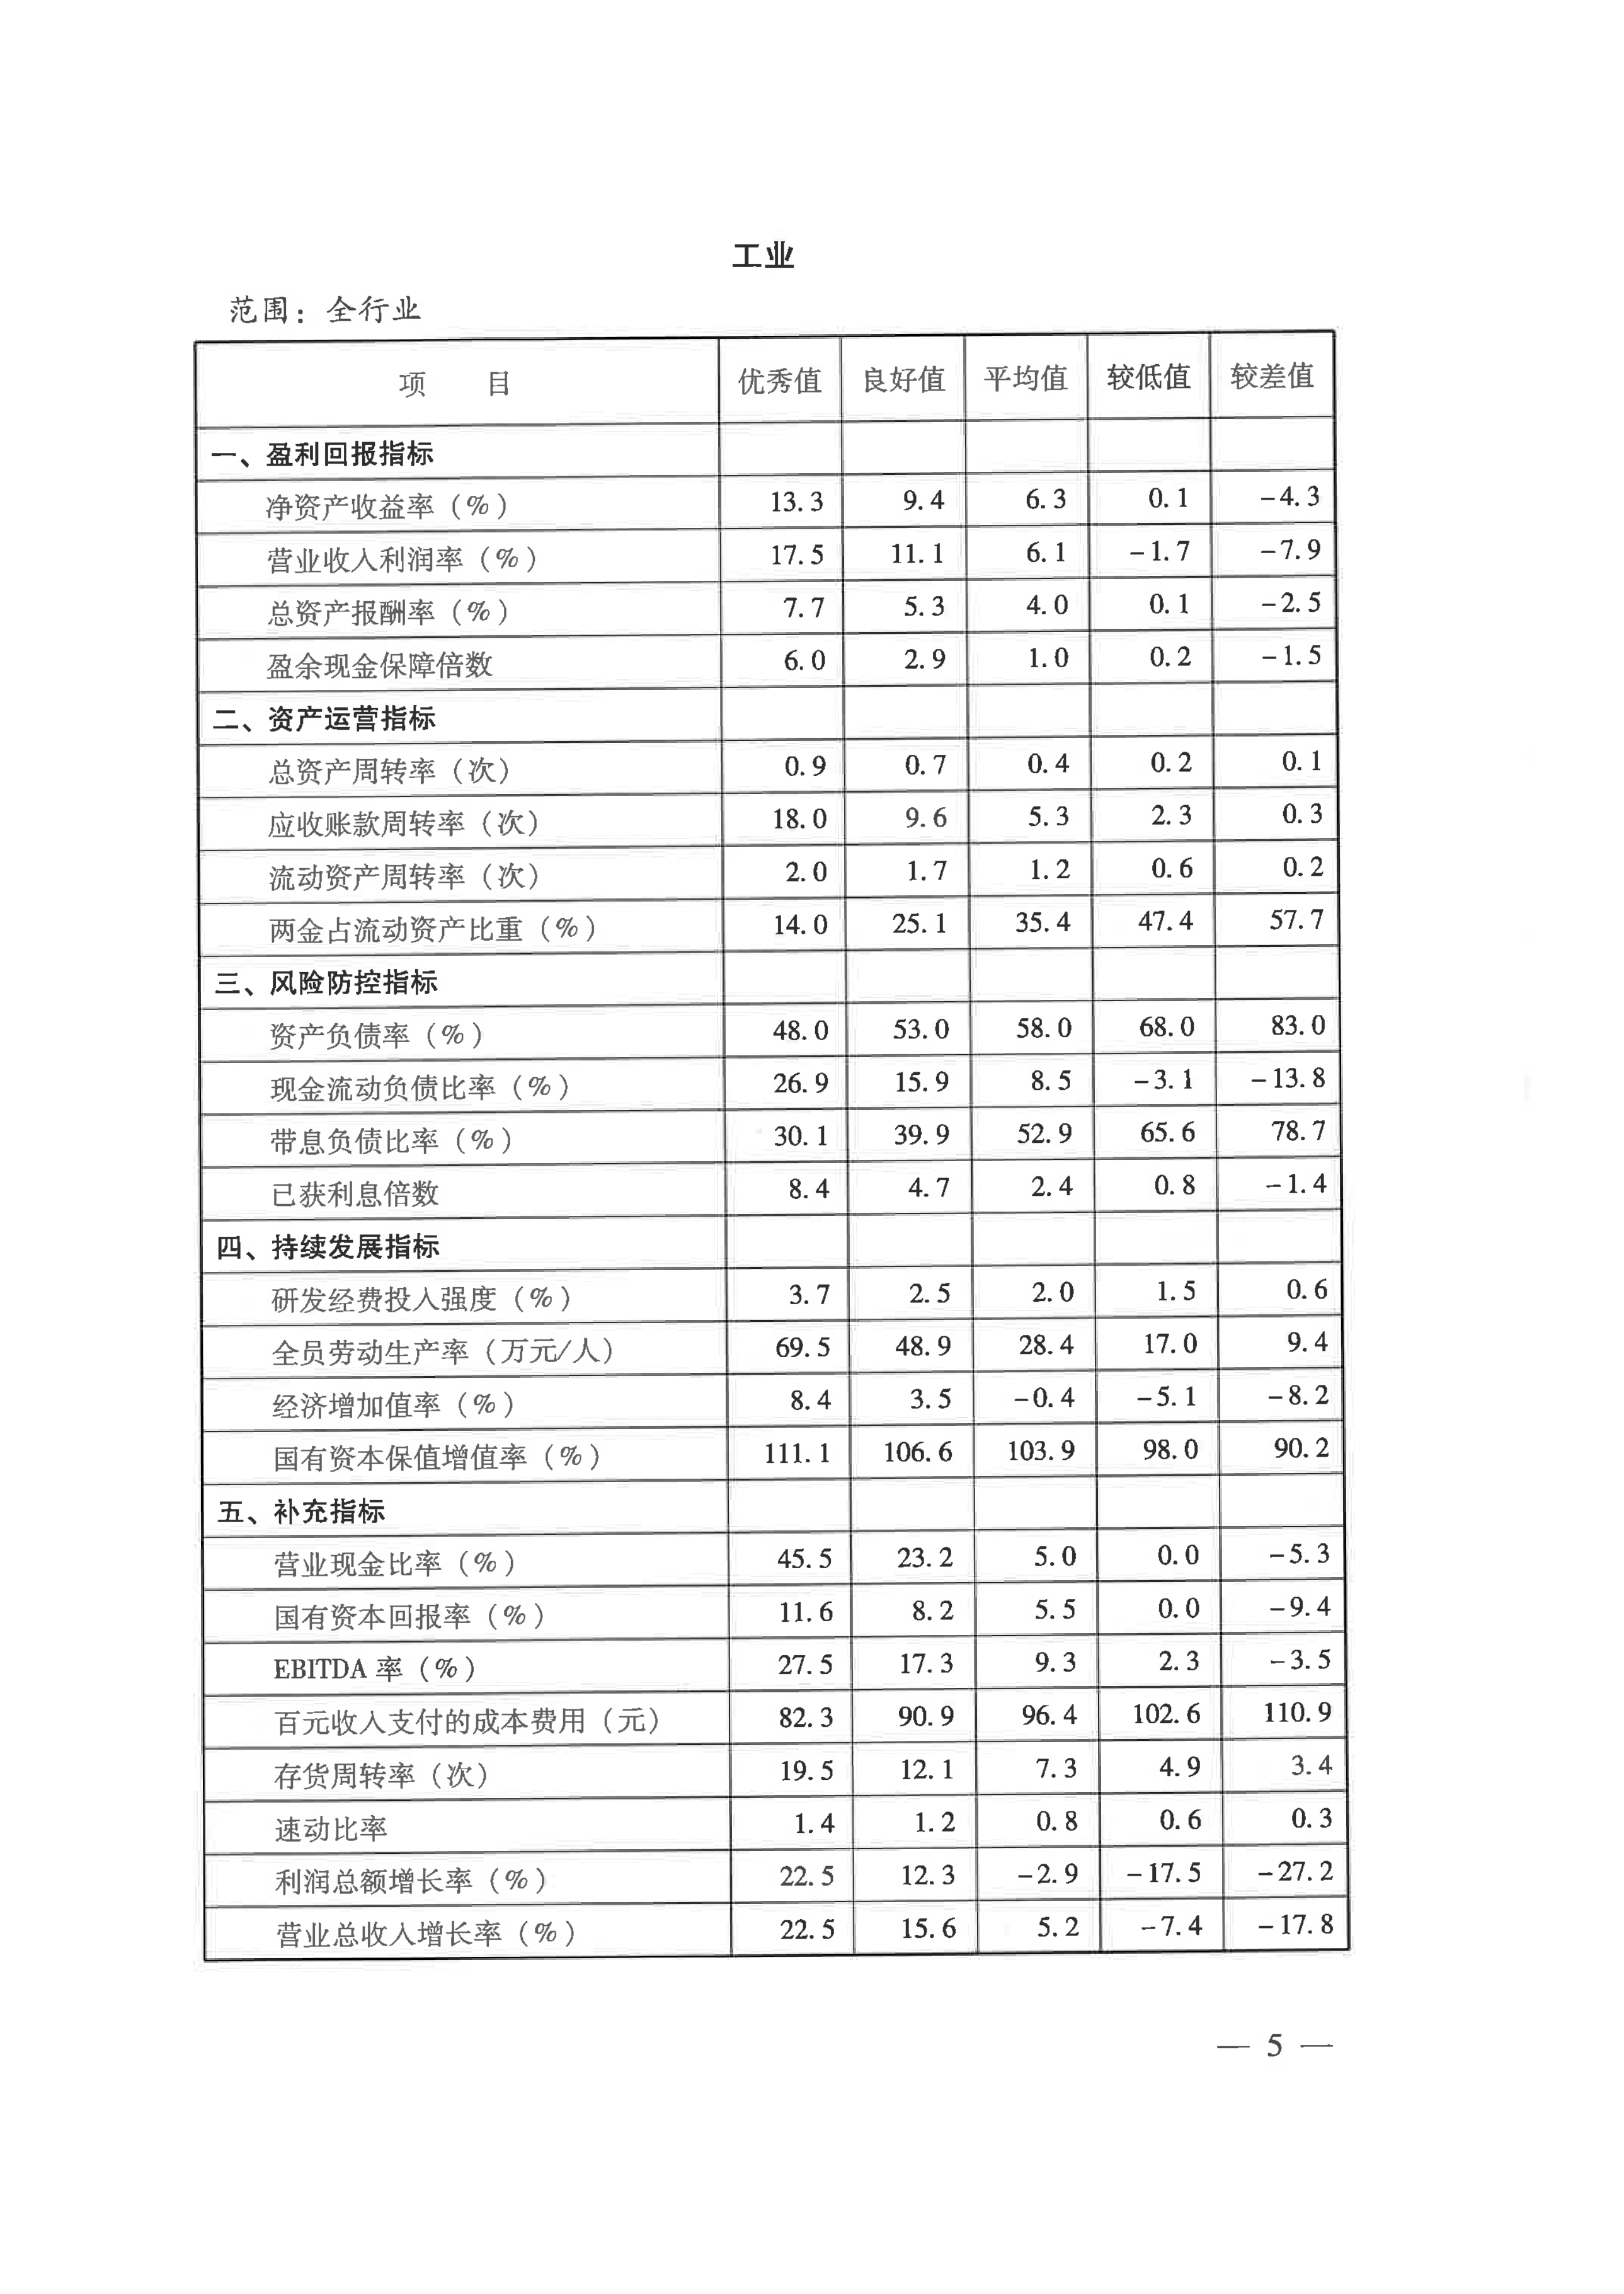 工业
范围：全行业
项 目 优秀值 良好值 平均值 较低值 较差值
一、盈利回报指标
净资产收益率（%） 13.3 9.4 6.3 0.1 -4.3
营业收入利润率（%） 17.5 11.1 6.1 -1.7 -7.9
总资产报酬率（%） 7.7 5.3 4.0 0.1 -2.5
盈余现金保障倍数 6.0 2.9 1.0 0.2 -1.5
二、资产运营指标
总资产周转率（次） 0.9 0.7 0.4 0.2 0.1
应收账款周转率（次） 18.0 9.6 5.3 2.3 0.3
流动资产周转率（次） 2.0 1.7 1.2 0.6 0.2
两金占流动资产比重（%） 14.0 25.1 35.4 47.4 57.7
三、风险防控指标
资产负债率（%） 48.0 53.0 58.0 68.0 83.0
现金流动负债比率（%） 26.9 15.9 8.5 -3.1 -13.8
带息负债比率（%） 30.1 39.9 52.9 65.6 78.7
已获利息倍数 8.4 4.7 2.4 0.8 -1.4
四、持续发展指标
研发经费投入强度（%） 3.7 2.5 2.0 1.5 0.6
全员劳动生产率（万元/人） 69.5 48.9 28.4 17.0 9.4
经济增加值率（%） 8.4 3.5 -0.4 -5.1 -8.2
国有资本保值增值率（%） 111.1 106.6 103.9 98.0 90.2
五、补充指标
营业现金比率（%） 45.5 23.2 5.0 0.0 -5.3
国有资本回报率（%） 11.6 8.2 5.5 0.0 -9.4
EBITDA 率（%） 27.5 17.3 9.3 2.3 -3.5
百元收入支付的成本费用（元） 82.3 90.9 96.4 102.6 110.9
存货周转率（次） 19.5 12.1 7.3 4.9 3.4
速动比率 1.4 1.2 0.8 0.6 0.3
利润总额增长率（%） 22.5 12.3 -2.9 -17.5 -27.2
营业总收入增长率（%） 22.5 15.6 5.2 -7.4 -17.8
— 5 —